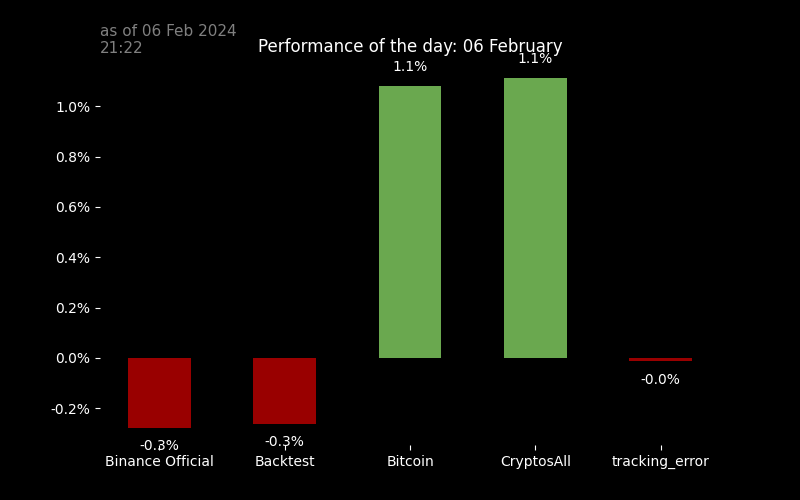 as of 06 Feb 2024
21:22
Performance of the day: 06 February
1.1%
1.1%
1.0%
0.8%
0.6%
0.4%
0.2%
0.0%
-0.2%
-0.3%
-0.3%
-0.0%
Binance Official
Backtest
Bitcoin
CryptosAll
tracking_error